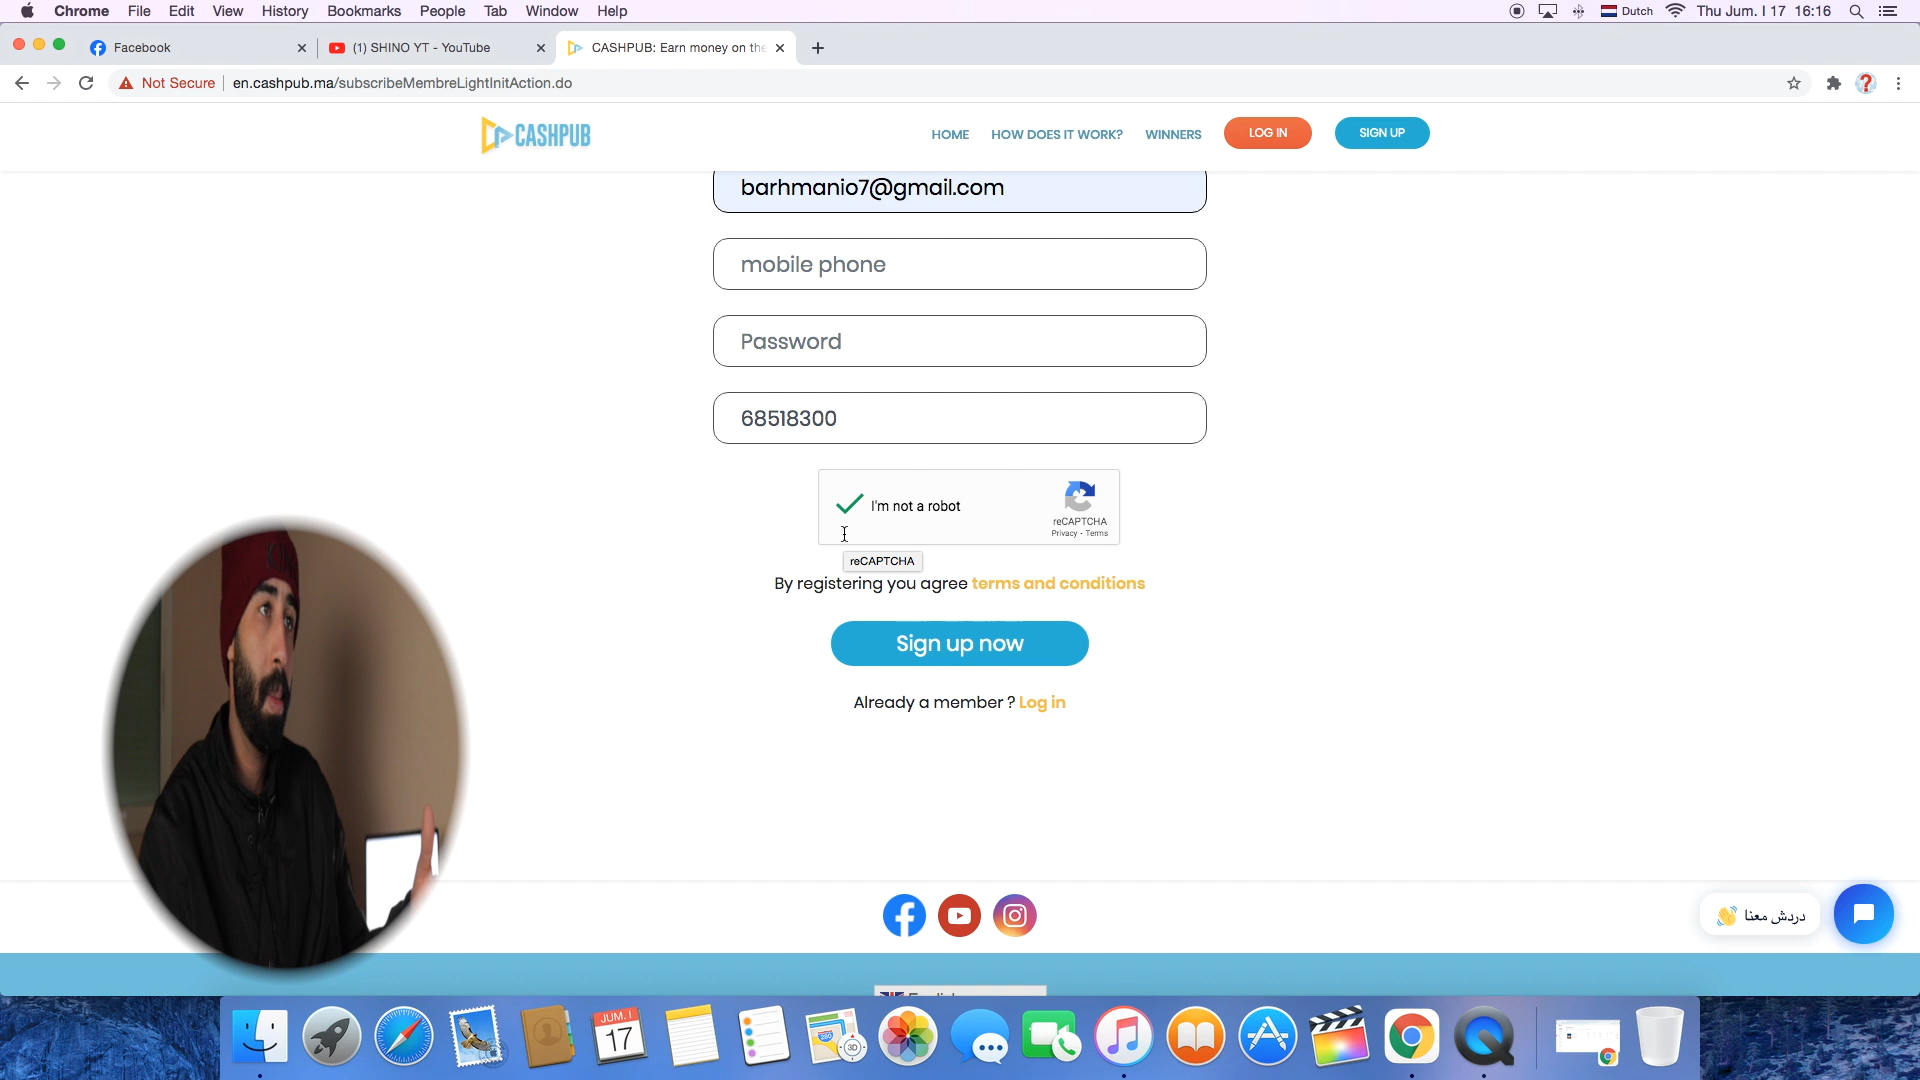 Chrome File Edit View History Bookmarks People Tab Window Help Dutch Thu Jum. I 17 16:16
Facebook (1) SHINO YT - YouTube CASHPUB: Earn money on the
Not Secure en.cashpub.ma/subscribeMembreLightInitAction.do
CASHPUB HOME HOW DOES IT WORK? WINNERS LOG IN SIGN UP
barhmanio7@gmail.com
mobile phone
Password
68518300
I'm not a robot
reCAPTCHA
Privacy - Terms
reCAPTCHA
By registering you agree terms and conditions
Sign up now
Already a member ? Log in
دردش معنا 👋
JUM. I
17
3D